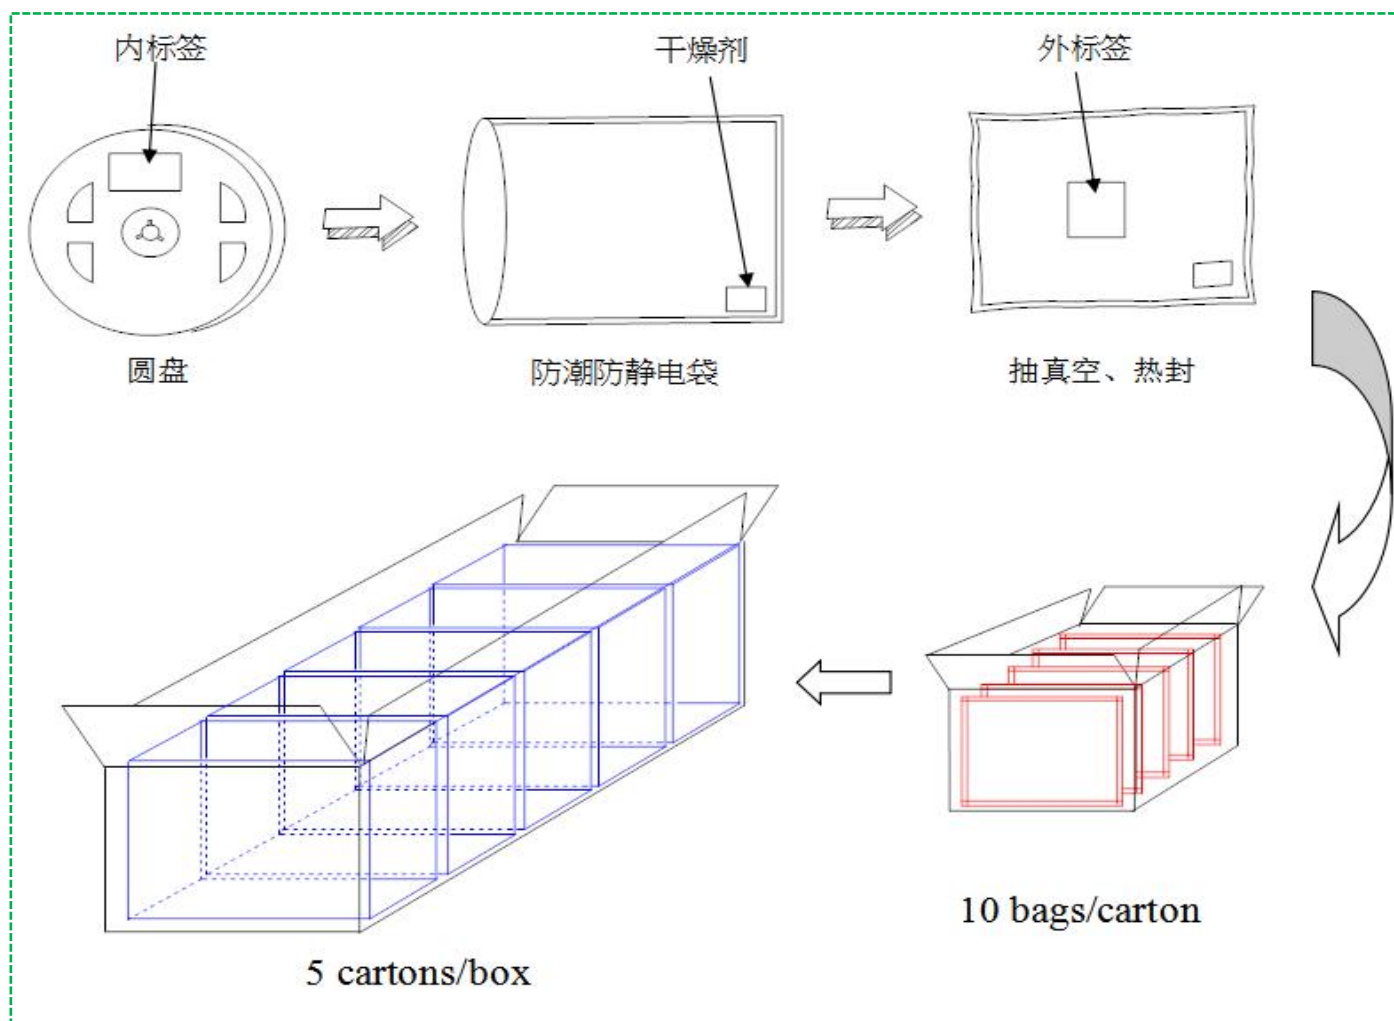 内标签
干燥剂
外标签
圆盘
防潮防静电袋
抽真空、热封
10 bags/carton
5 cartons/box